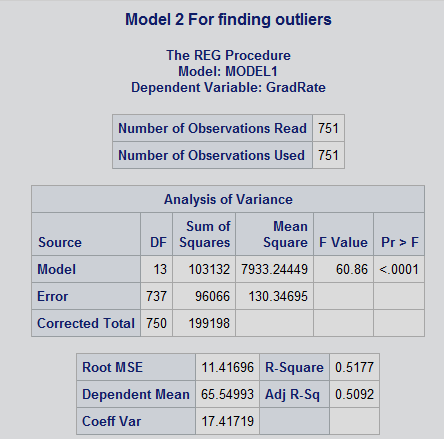 Model 2 For finding outliers
The REG Procedure
Model: MODEL1
Dependent Variable: GradRate
Number of Observations Read 751
Number of Observations Used 751
Analysis of Variance
Source DF Sum of Squares Mean Square F Value Pr > F
Model 13 103132 7933.24449 60.86 <.0001
Error 737 96066 130.34695
Corrected Total 750 199198
Root MSE 11.41696 R-Square 0.5177
Dependent Mean 65.54993 Adj R-Sq 0.5092
Coeff Var 17.41719